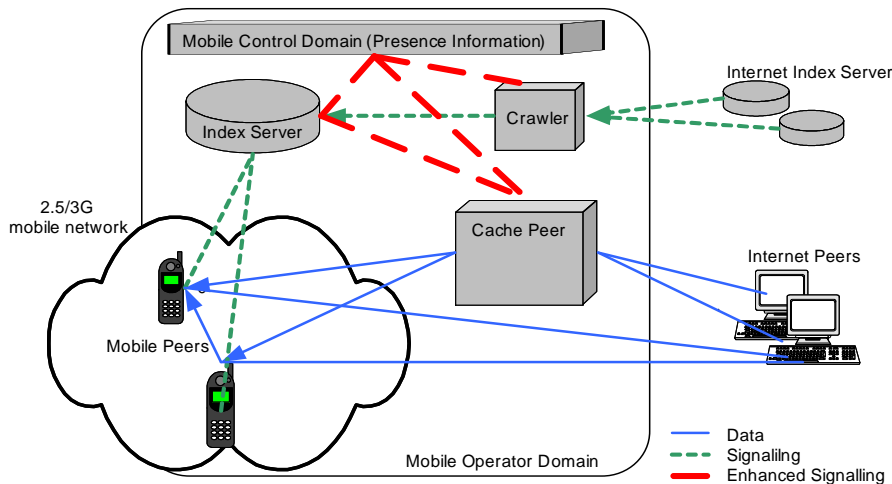 Mobile Control Domain (Presence Information)
Internet Index Server
Index Server
Crawler
2.5/3G
mobile network
Cache Peer
Internet Peers
Mobile Peers
Mobile Operator Domain
Data
Signalilng
Enhanced Signalling